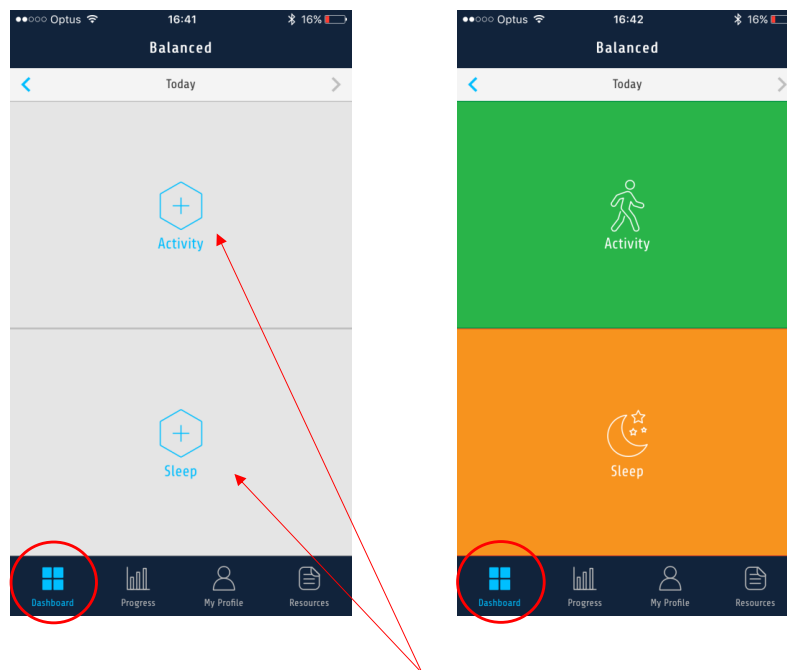 Optus 16:41 16%
Balanced
Today
Activity
Sleep
Dashboard Progress My Profile Resources
Optus 16:42 16%
Balanced
Today
Activity
Sleep
Dashboard Progress My Profile Resources